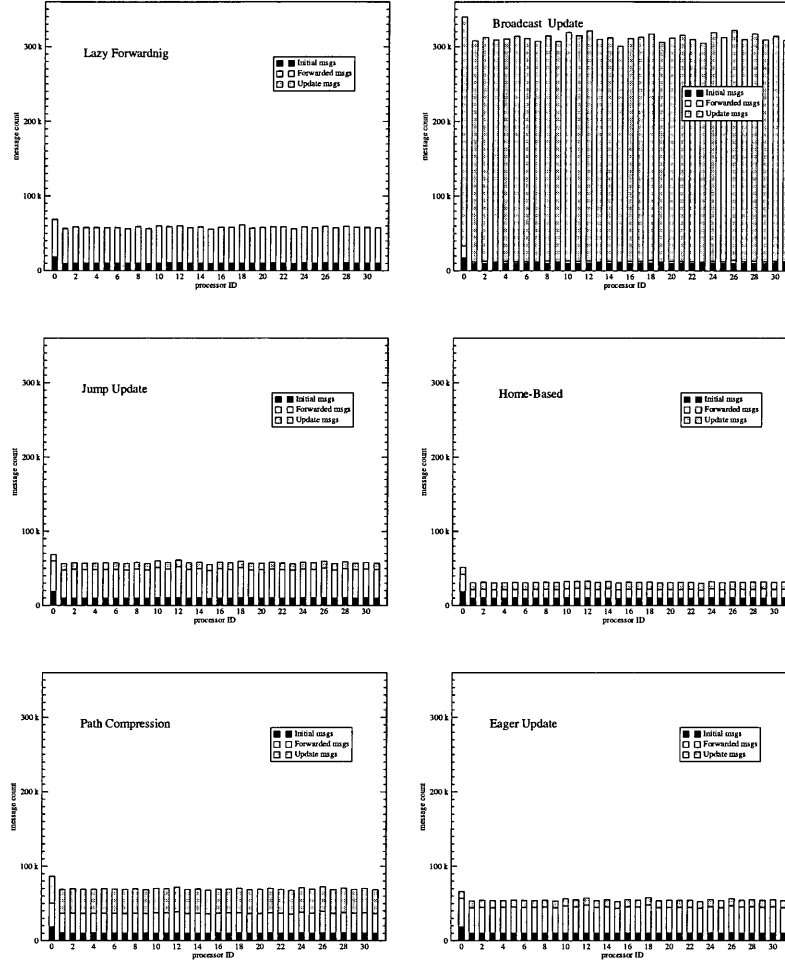 Lazy Forwardnig
300 k
200 k
100 k
0
message count
Initial msgs
Forwarded msgs
Update msgs
0 2 4 6 8 10 12 14 16 18 20 22 24 26 28 30
processor ID
Broadcast Update
300 k
200 k
100 k
0
message count
Initial msgs
Forwarded msgs
Update msgs
0 2 4 6 8 10 12 14 16 18 20 22 24 26 28 30
processor ID
Jump Update
300 k
200 k
100 k
0
message count
Initial msgs
Forwarded msgs
Update msgs
0 2 4 6 8 10 12 14 16 18 20 22 24 26 28 30
processor ID
Home-Based
300 k
200 k
100 k
0
message count
Initial msgs
Forwarded msgs
Update msgs
0 2 4 6 8 10 12 14 16 18 20 22 24 26 28 30
processor ID
Path Compression
300 k
200 k
100 k
0
message count
Initial msgs
Forwarded msgs
Update msgs
0 2 4 6 8 10 12 14 16 18 20 22 24 26 28 30
processor ID
Eager Update
300 k
200 k
100 k
0
message count
Initial msgs
Forwarded msgs
Update msgs
0 2 4 6 8 10 12 14 16 18 20 22 24 26 28 30
processor ID